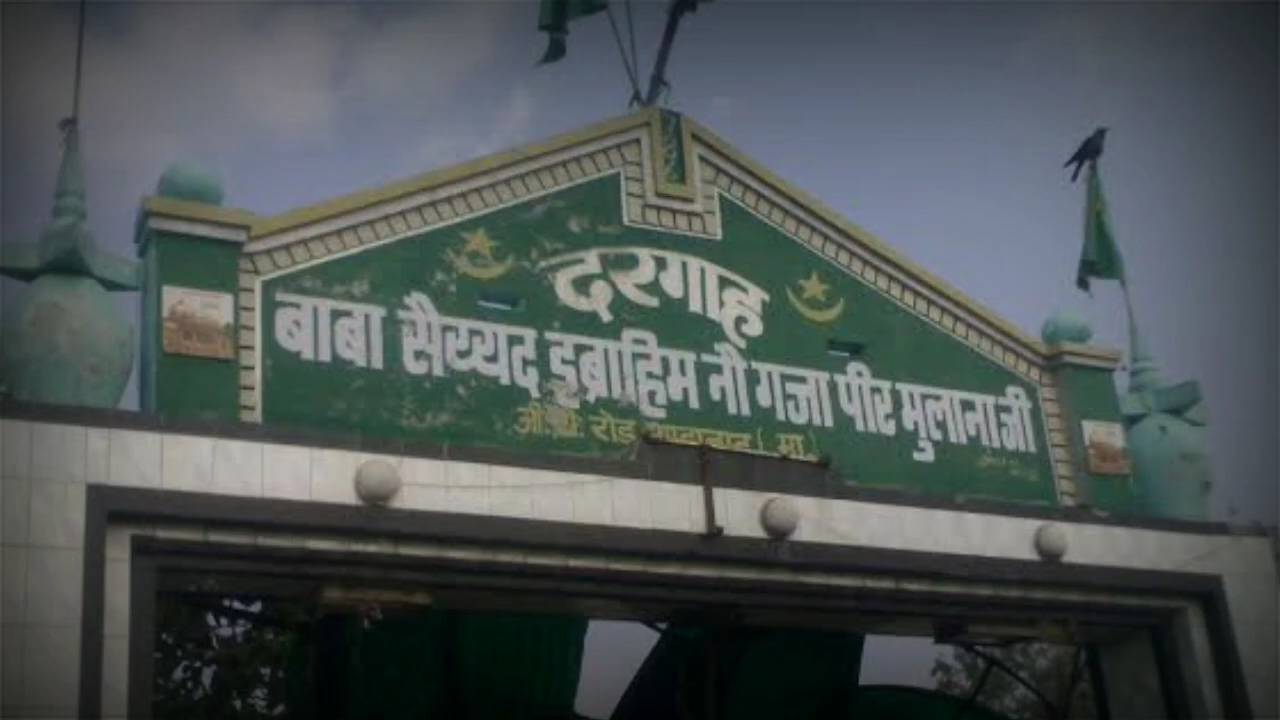 दरगाह
बाबा सैय्यद इब्राहिम नौ गजा पीर मुलानाजी
रोड